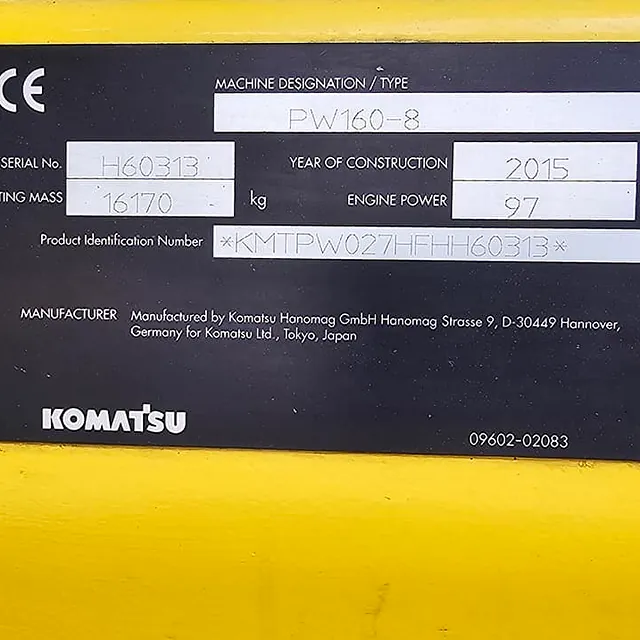 CE
MACHINE DESIGNATION / TYPE
PW160-8
SERIAL No. H60313 YEAR OF CONSTRUCTION 2015
TING MASS 16170 kg ENGINE POWER 97
Product Identification Number *KMTPW027HFHH60313*
MANUFACTURER Manufactured by Komatsu Hanomag GmbH Hanomag Strasse 9, D-30449 Hannover,
Germany for Komatsu Ltd., Tokyo, Japan
KOMATSU
09602-02083